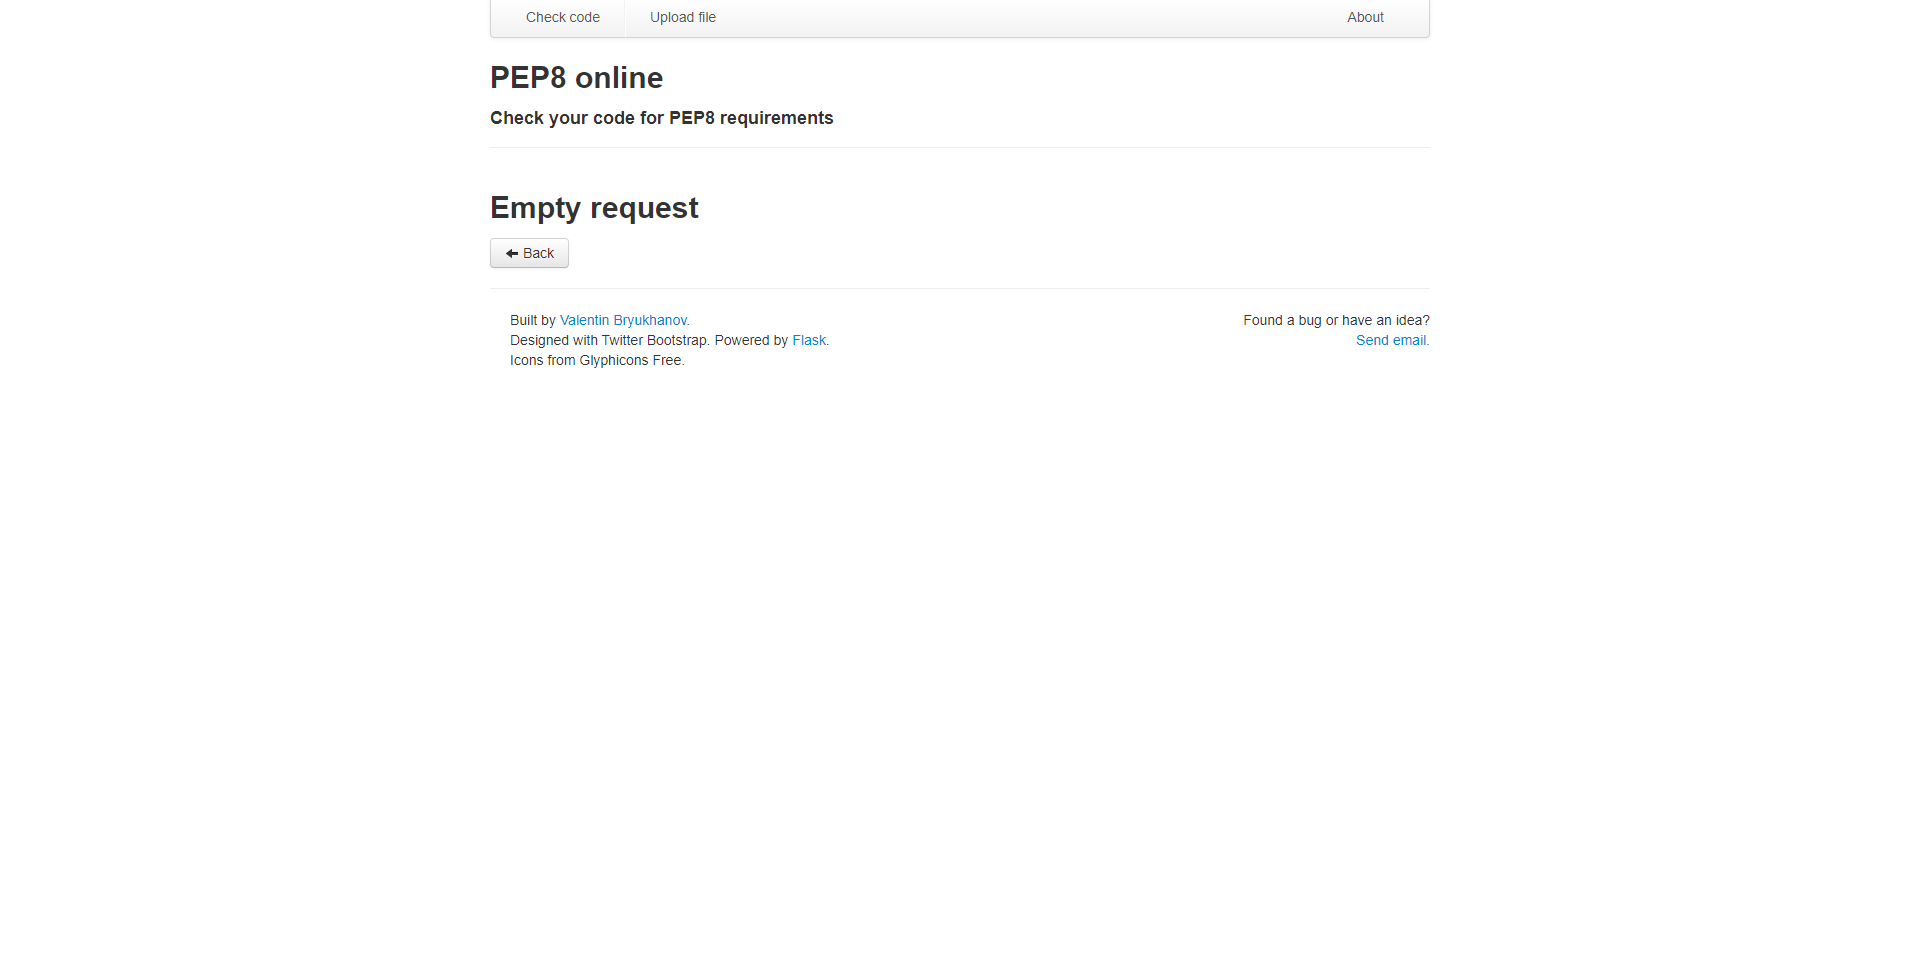 Check code
Upload file
About
PEP8 online
Check your code for PEP8 requirements
Empty request
Back
Built by Valentin Bryukhanov.
Designed with Twitter Bootstrap. Powered by Flask.
Icons from Glyphicons Free.
Found a bug or have an idea?
Send email.